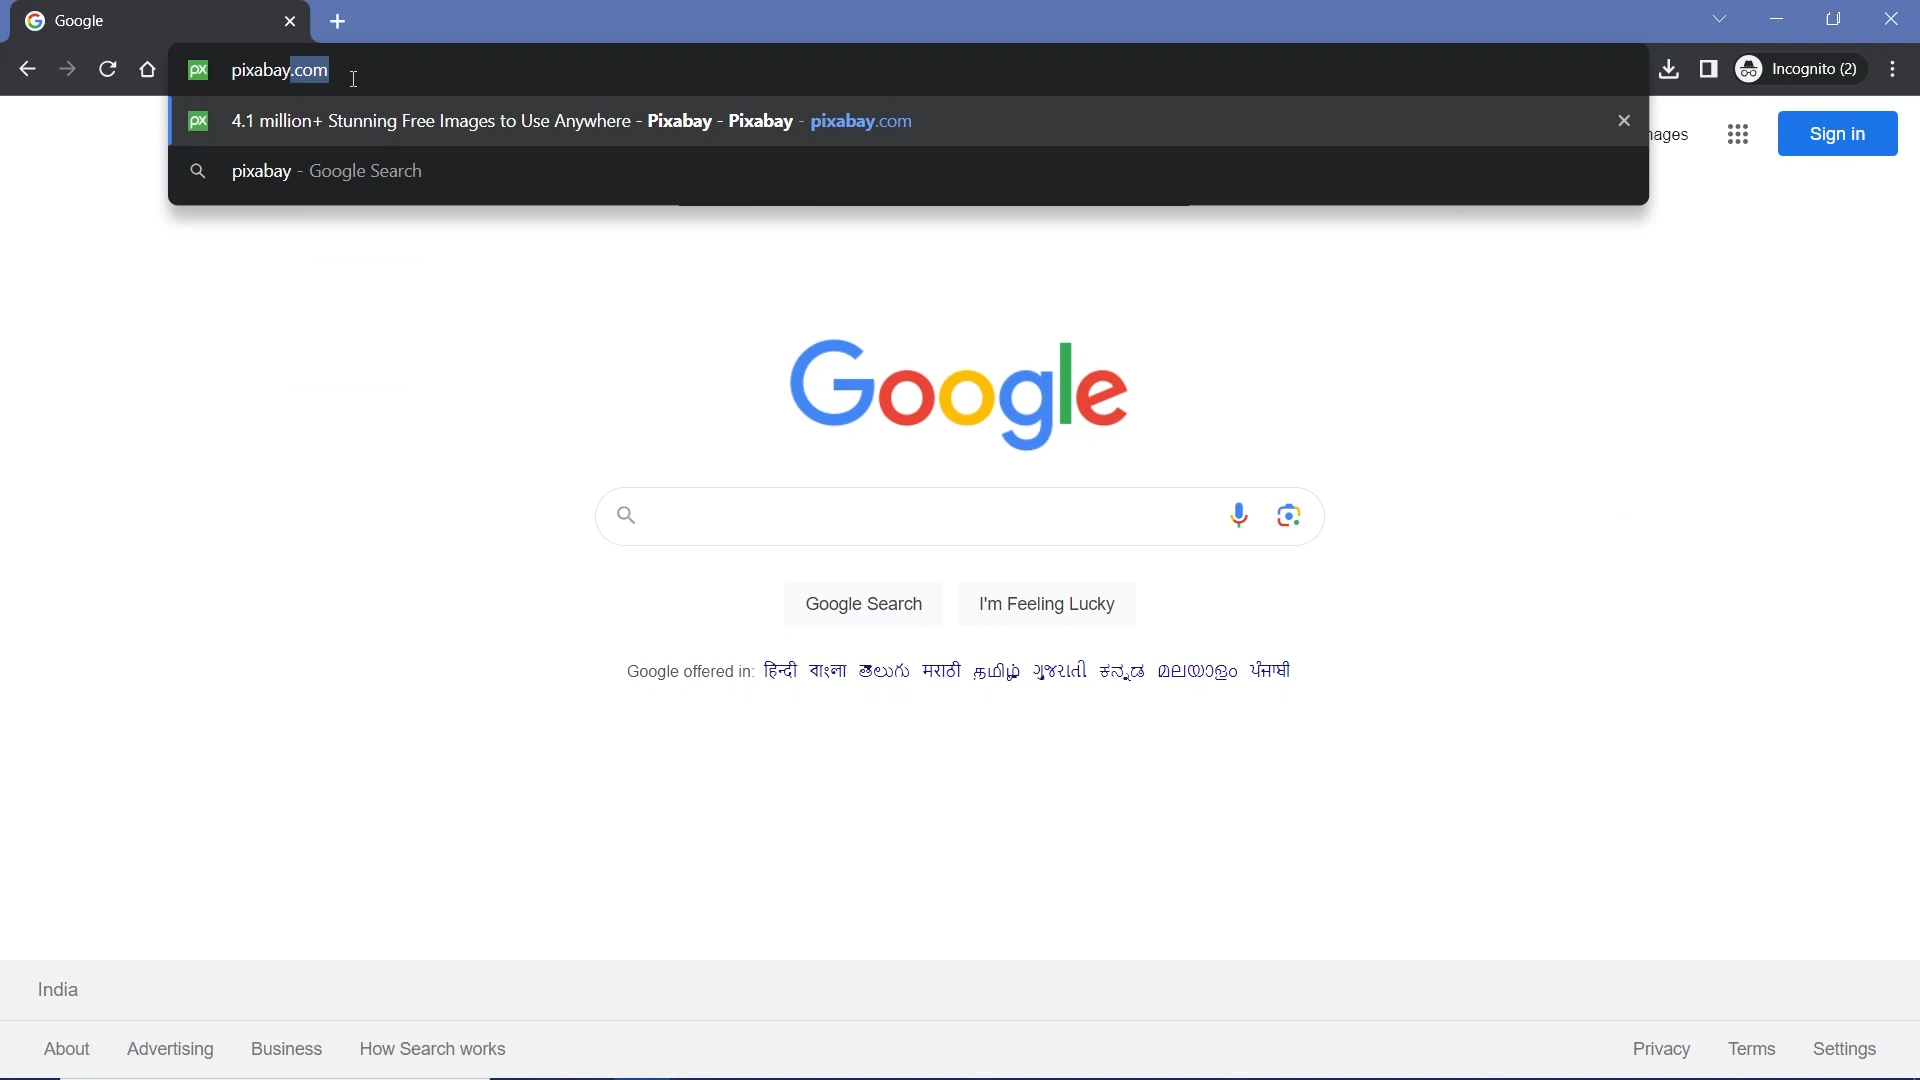 Google
pixabay.com
Incognito (2)
4.1 million+ Stunning Free Images to Use Anywhere - Pixabay - Pixabay - pixabay.com
pixabay - Google Search
Sign in
Google
Google Search
I'm Feeling Lucky
Google offered in: हिन्दी বাংলা తెలుగు मराठी தமிழ் ગુજરાતી ಕನ್ನಡ മലയാളം ਪੰਜਾਬੀ
India
About Advertising Business How Search works
Privacy Terms Settings